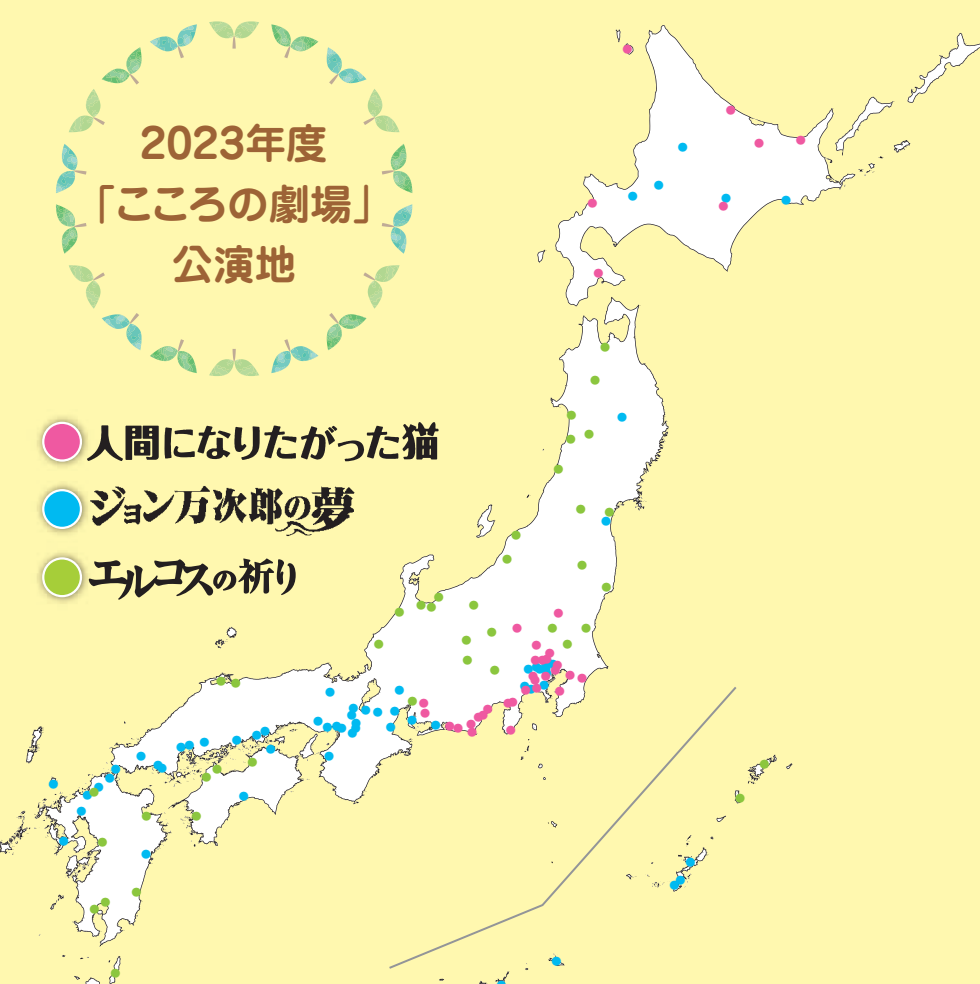 2023年度
「こころの劇場」
公演地
人間になりたがった猫
ジョン万次郎の夢
エルコスの祈り